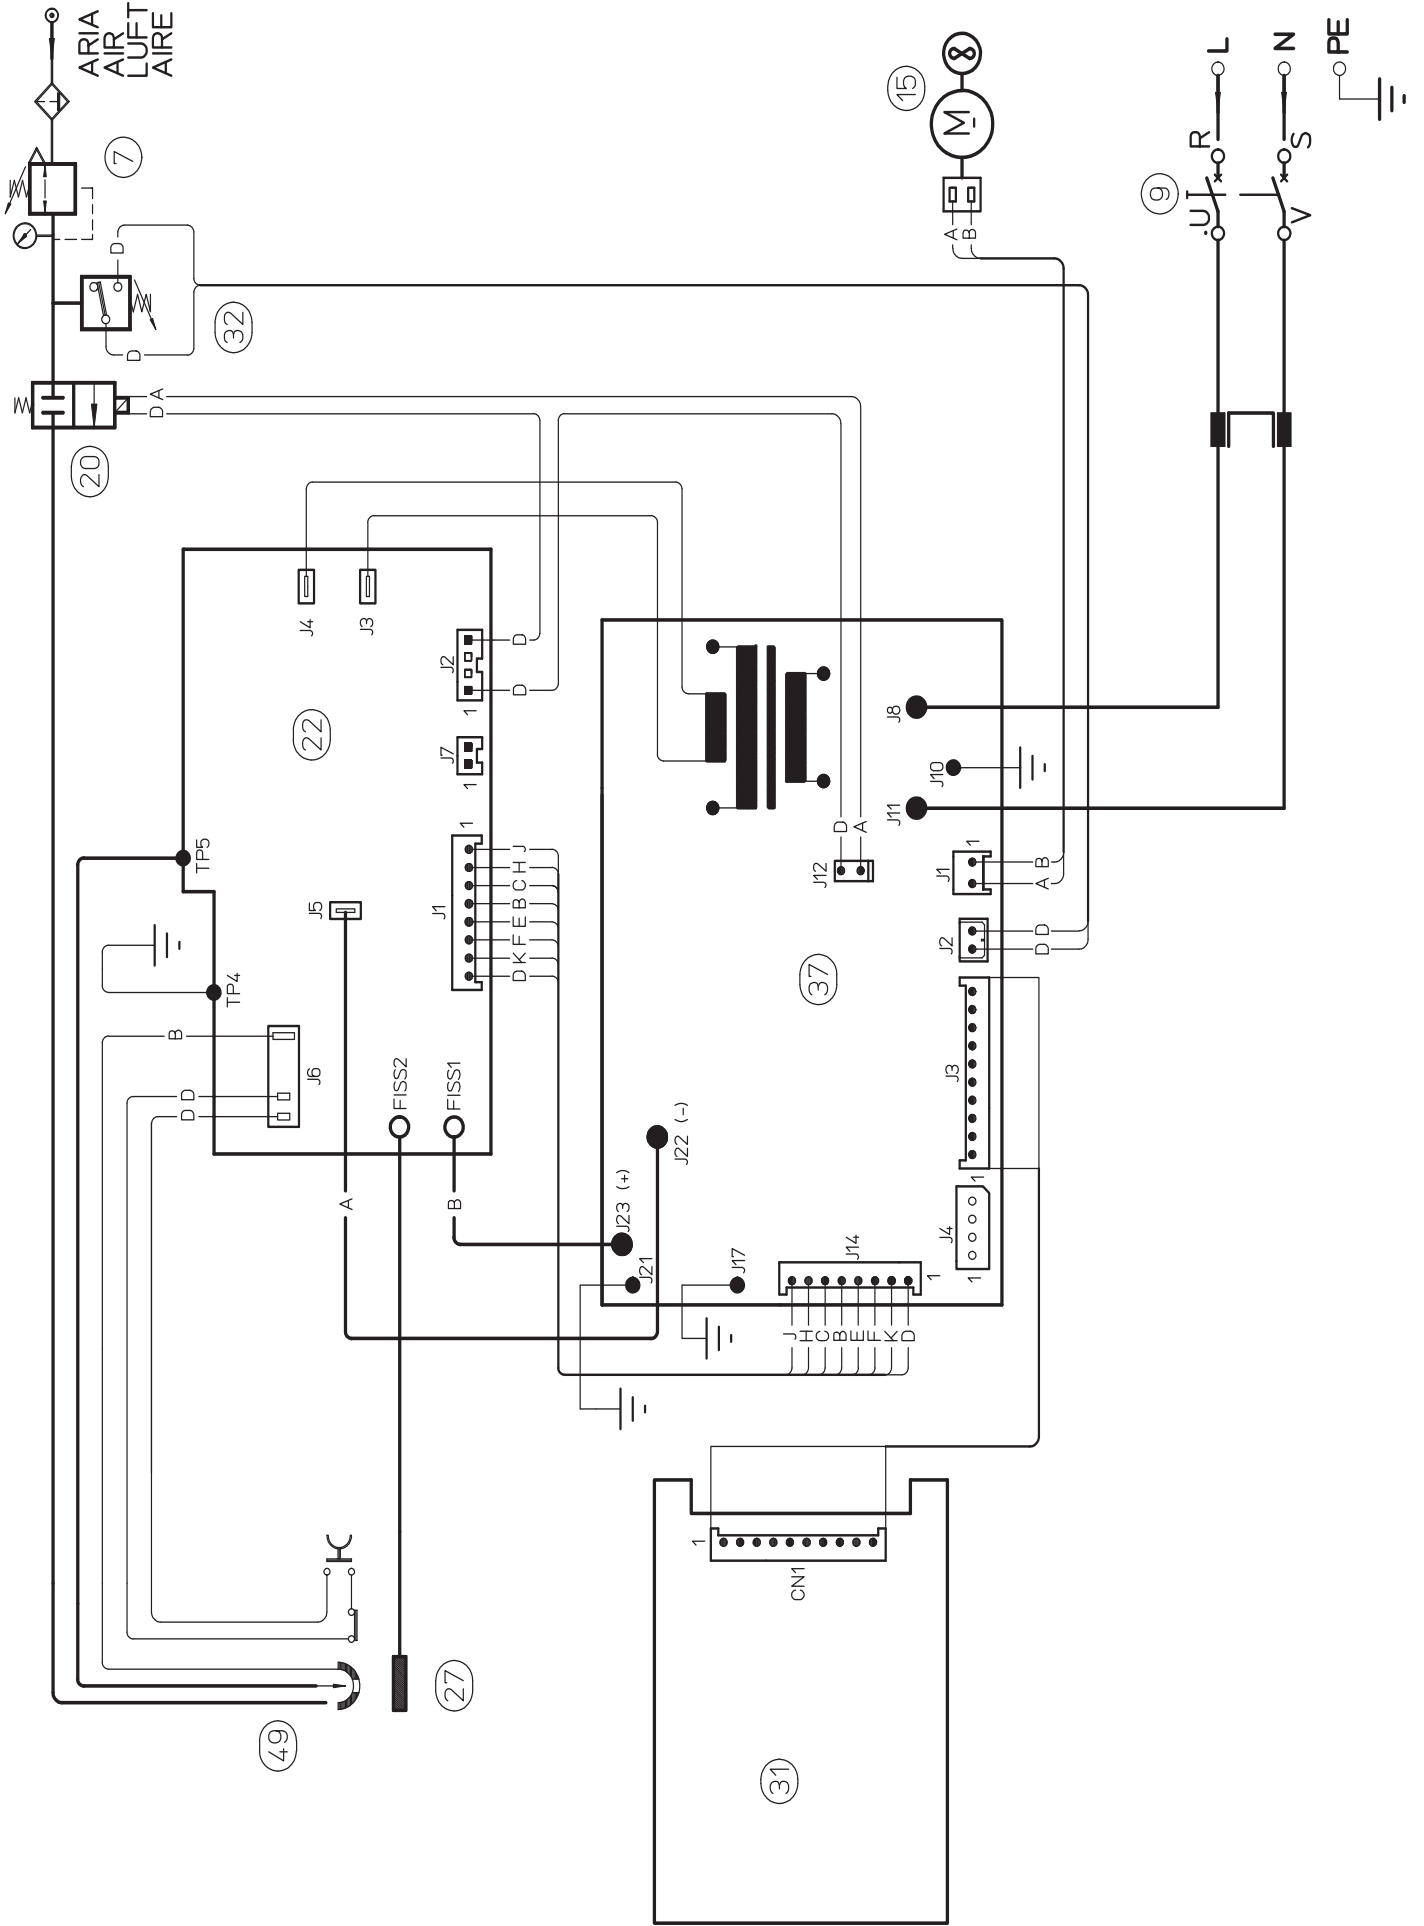 ARIA
AIR
LUFT
AIRE
7
D
32
D
20
D A
15
M
A
B
L
N
PE
R
S
9
.U
V
J4
J3
J2
1
D
D
22
J7
1
TP5
J5
J1
1
J
H
C
B
E
F
K
D
TP4
B
D
D
J6
FISS2
FISS1
A
B
J8
J10
J11
J12
D
A
J1
1
B
A
J2
D
D
37
J3
1
J4
1
J22 (-)
J23 (+)
J21
J17
J14
1
J
H
C
B
E
F
K
D
49
27
1
CN1
31